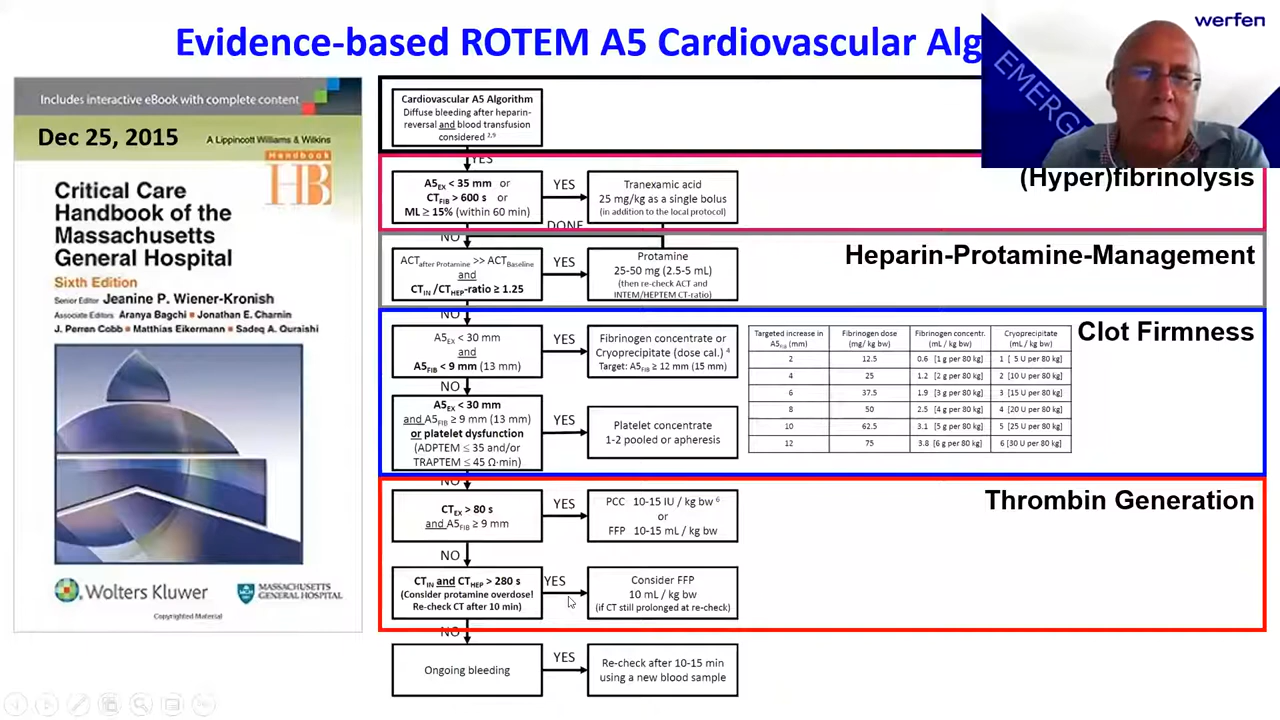 werfen
Evidence-based ROTEM A5 Cardiovascular Alg
EMERG
Includes interactive eBook with complete content
Dec 25, 2015
A Lippincott Williams & Wilkins
Handbook
HB
Critical Care
Handbook of the
Massachusetts
General Hospital
Sixth Edition
Senior Editor Jeanine P. Wiener-Kronish
Associate Editors Aranya Bagchi ▪ Jonathan E. Charnin
J. Perren Cobb ▪ Matthias Eikermann ▪ Sadeq A. Quraishi
Wolters Kluwer
MASSACHUSETTS
GENERAL HOSPITAL
Copyrighted Material
Cardiovascular A5 Algorithm
Diffuse bleeding after heparin-
reversal and blood transfusion
considered 2,9
YES
(Hyper)fibrinolysis
A5EX < 35 mm or
CTFIB > 600 s or
ML ≥ 15% (within 60 min)
YES
Tranexamic acid
25 mg/kg as a single bolus
(in addition to the local protocol)
DONE
NO
Heparin-Protamine-Management
ACTafter Protamine >> ACTBaseline
and
CTIN /CTHEP-ratio ≥ 1.25
YES
Protamine
25-50 mg (2.5-5 mL)
(then re-check ACT and
INTEM/HEPTEM CT-ratio)
NO
Clot Firmness
A5EX < 30 mm
and
A5FIB < 9 mm (13 mm)
YES
Fibrinogen concentrate or
Cryoprecipitate (dose cal.) 4
Target: A5FIB ≥ 12 mm (15 mm)
Targeted increase in A5FIB (mm) Fibrinogen dose (mg/ kg bw) Fibrinogen concentr. (mL / kg bw) Cryoprecipitate (mL / kg bw)
2 12.5 0.6 [1 g per 80 kg] 1 [ 5 U per 80 kg]
4 25 1.2 [2 g per 80 kg] 2 [10 U per 80 kg]
6 37.5 1.9 [3 g per 80 kg] 3 [15 U per 80 kg]
8 50 2.5 [4 g per 80 kg] 4 [20 U per 80 kg]
10 62.5 3.1 [5 g per 80 kg] 5 [25 U per 80 kg]
12 75 3.8 [6 g per 80 kg] 6 [30 U per 80 kg]
NO
A5EX < 30 mm
and A5FIB ≥ 9 mm (13 mm)
or platelet dysfunction
(ADPTEM ≤ 35 and/or
TRAPTEM ≤ 45 Ω·min)
YES
Platelet concentrate
1-2 pooled or apheresis
NO
Thrombin Generation
CTEX > 80 s
and A5FIB ≥ 9 mm
YES
PCC 10-15 IU / kg bw 6
or
FFP 10-15 mL / kg bw
NO
CTIN and CTHEP > 280 s
(Consider protamine overdose!
Re-check CT after 10 min)
YES
Consider FFP
10 mL / kg bw
(if CT still prolonged at re-check)
NO
Ongoing bleeding
YES
Re-check after 10-15 min
using a new blood sample